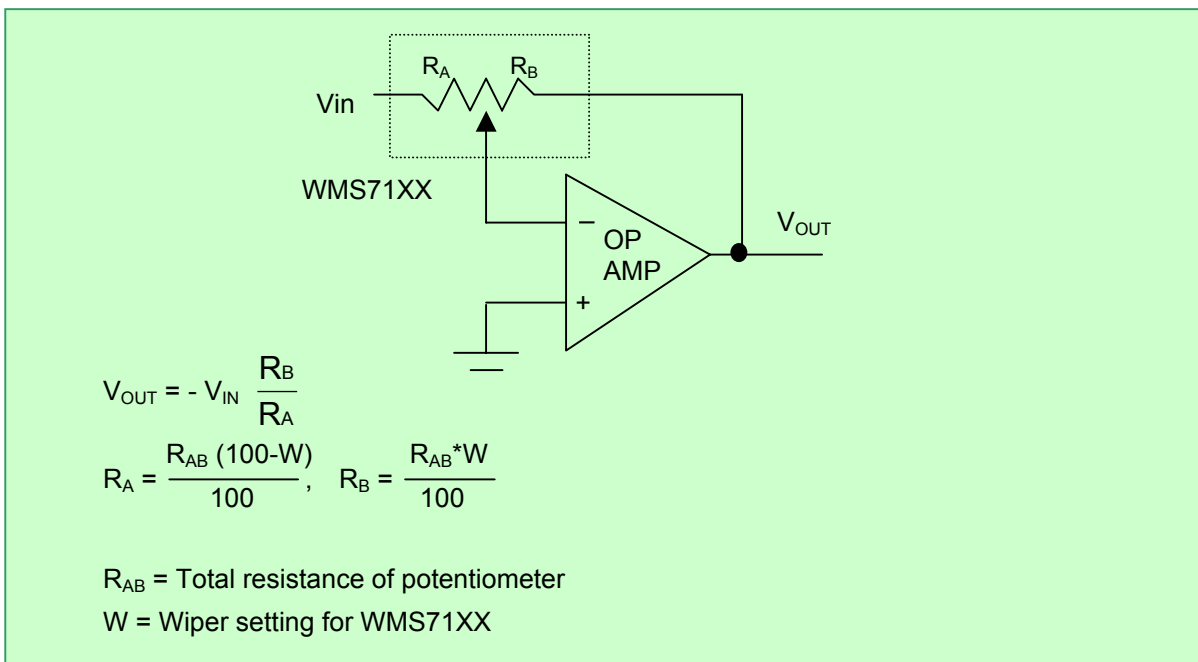 R_A R_B
Vin
WMS71XX
−
OP
AMP
+
V_OUT
V_OUT = - V_IN R_B / R_A
R_A = R_AB (100-W) / 100 , R_B = R_AB*W / 100
R_AB = Total resistance of potentiometer
W = Wiper setting for WMS71XX